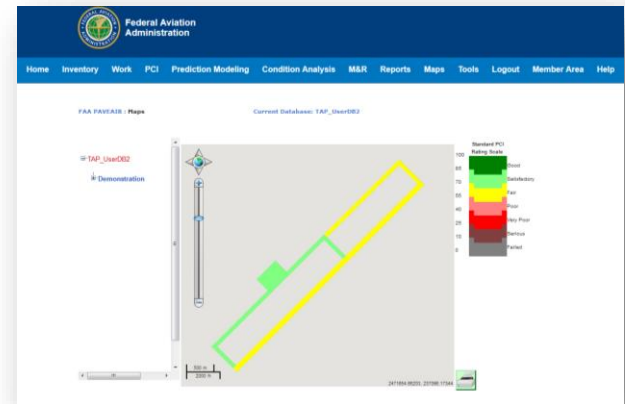 Federal Aviation
Administration
Home Inventory Work PCI Prediction Modeling Condition Analysis M&R Reports Maps Tools Logout Member Area Help
FAA PAVEAIR : Maps
Current Database: TAP_UserDB2
TAP_UserDB2
Demonstration
Standard PCI
Rating Scale
100
Good
Satisfactory
70
Fair
Poor
40
Very Poor
25
Serious
10
Failed
0